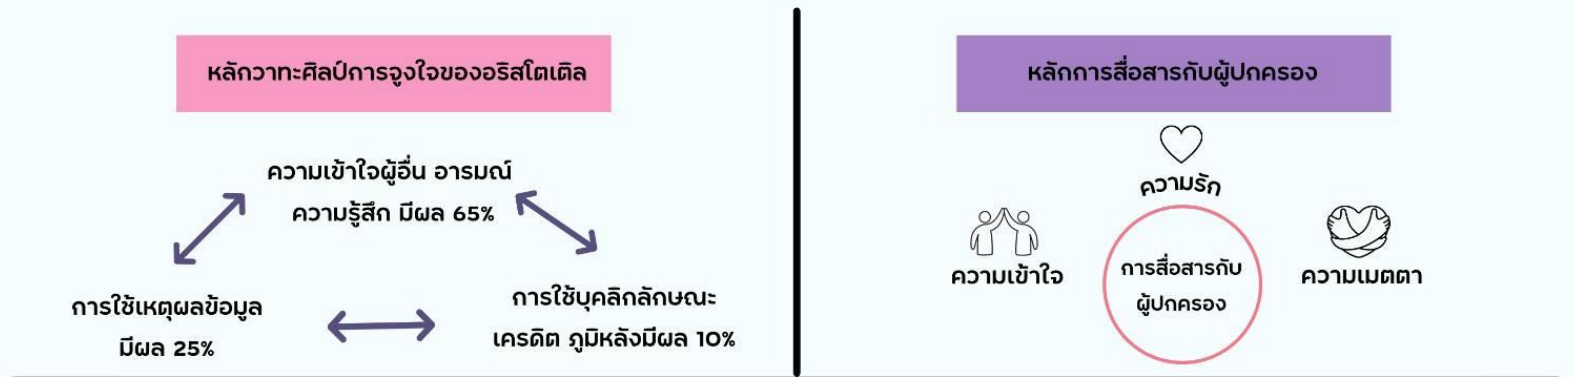 หลักวาทะศิลป์การจูงใจของอริสโตเติล
ความเข้าใจผู้อื่น อารมณ์
ความรู้สึก มีผล 65%
การใช้เหตุผลข้อมูล
มีผล 25%
การใช้บุคลิกลักษณะ
เครดิต ภูมิหลังมีผล 10%
หลักการสื่อสารกับผู้ปกครอง
ความรัก
ความเข้าใจ
การสื่อสารกับ
ผู้ปกครอง
ความเมตตา